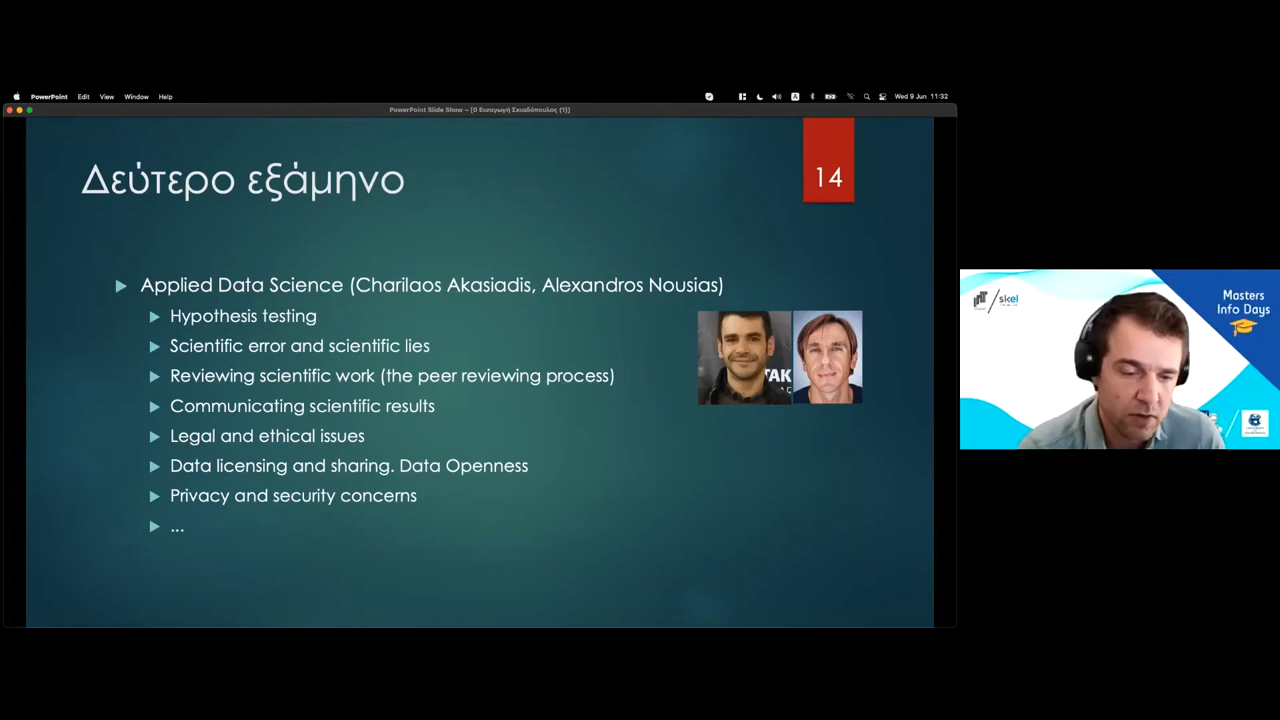 PowerPoint Edit View Window Help
A
Wed 9 Jun 11:32
PowerPoint Slide Show – [0 Εισαγωγή Σκιαδόπουλος (1)]
Δεύτερο εξάμηνο
14
Applied Data Science (Charilaos Akasiadis, Alexandros Nousias)
Hypothesis testing
Scientific error and scientific lies
Reviewing scientific work (the peer reviewing process)
Communicating scientific results
Legal and ethical issues
Data licensing and sharing. Data Openness
Privacy and security concerns
...
TAK
skel
Masters
Info Days